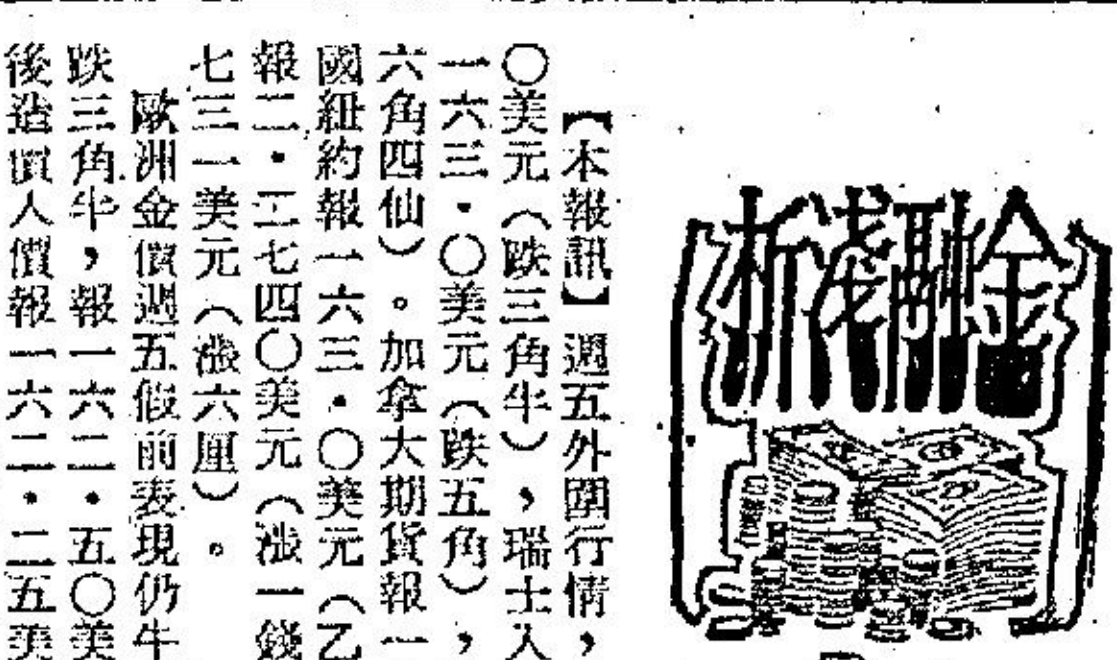 金融淺析
【本報訊】週五外圍行情，
〇美元（跌三角半），瑞士入
一六三·〇美元（跌五角），
六角四仙）。加拿大期貨報一
國紐約報一六三·〇美元（乙
報二·二七四〇美元（漲一錢
七三一美元（漲六厘）。
歐洲金價週五假前表現仍牛
跌三角半，報一六二·五〇美
後造價人價報一六二·二五美